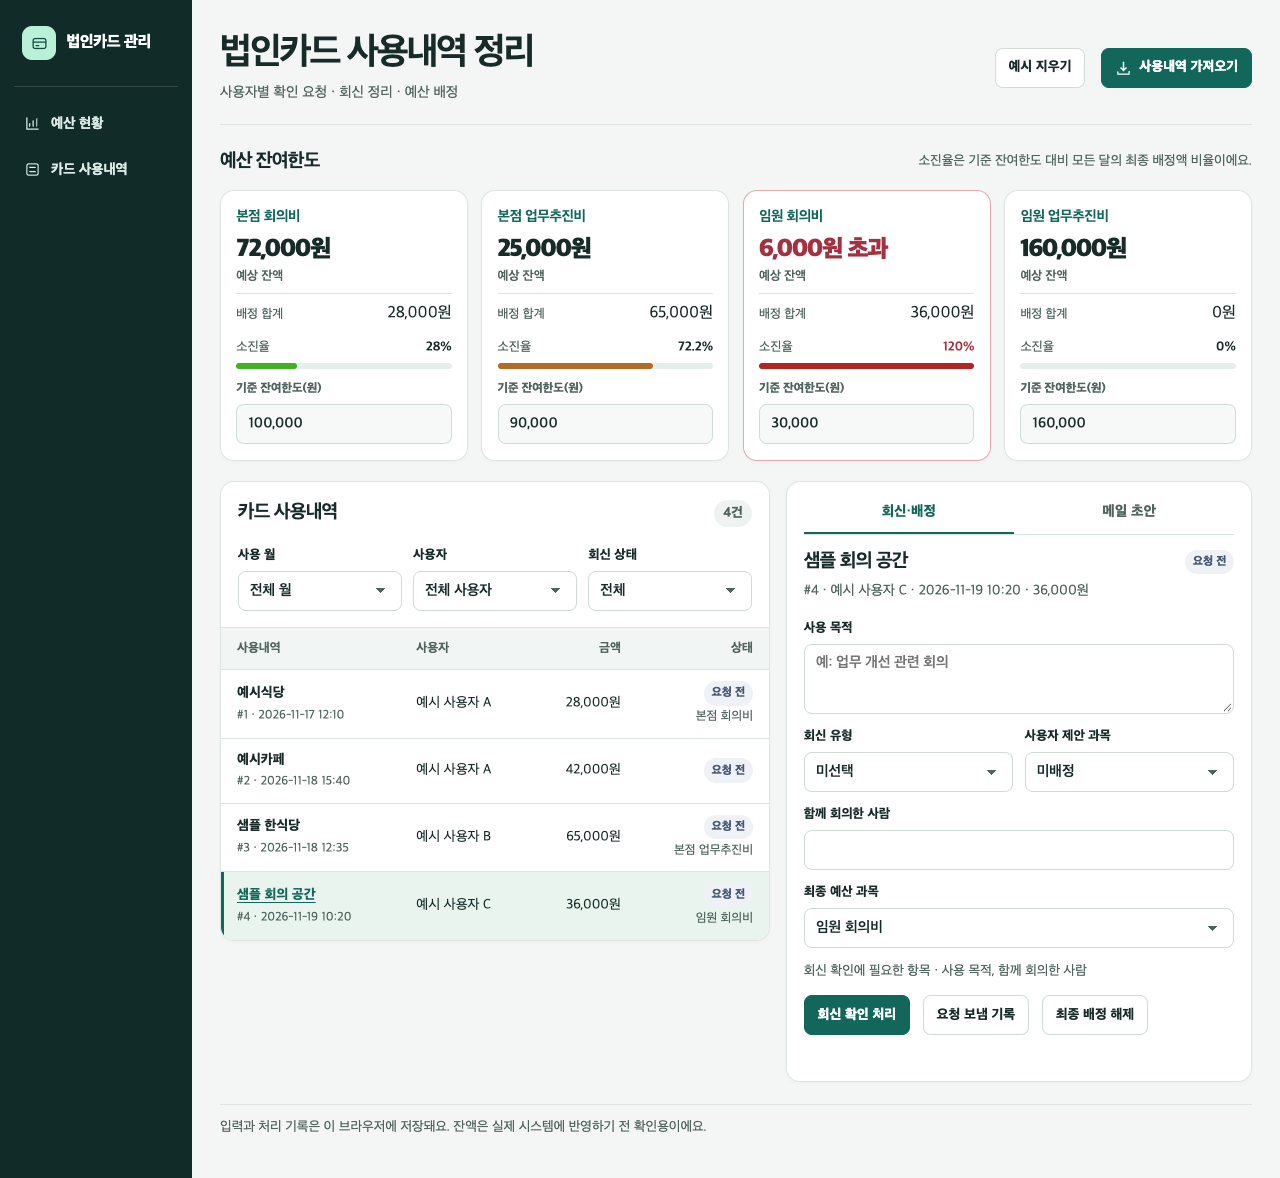 법인카드 관리
예산 현황
카드 사용내역
법인카드 사용내역 정리
사용자별 확인 요청 · 회신 정리 · 예산 배정
예시 지우기
사용내역 가져오기
예산 잔여한도
소진율은 기준 잔여한도 대비 모든 달의 최종 배정액 비율이에요.
본점 회의비
72,000원
예상 잔액
배정 합계 28,000원
소진율 28%
기준 잔여한도(원)
100,000
본점 업무추진비
25,000원
예상 잔액
배정 합계 65,000원
소진율 72.2%
기준 잔여한도(원)
90,000
임원 회의비
6,000원 초과
예상 잔액
배정 합계 36,000원
소진율 120%
기준 잔여한도(원)
30,000
임원 업무추진비
160,000원
예상 잔액
배정 합계 0원
소진율 0%
기준 잔여한도(원)
160,000
카드 사용내역 4건
사용 월 사용자 회신 상태
전체 월 전체 사용자 전체
사용내역 사용자 금액 상태
예시식당
#1 · 2026-11-17 12:10
예시 사용자 A
28,000원
요청 전
본점 회의비
예시카페
#2 · 2026-11-18 15:40
예시 사용자 A
42,000원
요청 전
샘플 한식당
#3 · 2026-11-18 12:35
예시 사용자 B
65,000원
요청 전
본점 업무추진비
샘플 회의 공간
#4 · 2026-11-19 10:20
예시 사용자 C
36,000원
요청 전
임원 회의비
회신·배정 메일 초안
샘플 회의 공간 요청 전
#4 · 예시 사용자 C · 2026-11-19 10:20 · 36,000원
사용 목적
예: 업무 개선 관련 회의
회신 유형 사용자 제안 과목
미선택 미배정
함께 회의한 사람
최종 예산 과목
임원 회의비
회신 확인에 필요한 항목 · 사용 목적, 함께 회의한 사람
회신 확인 처리 요청 보냄 기록 최종 배정 해제
입력과 처리 기록은 이 브라우저에 저장돼요. 잔액은 실제 시스템에 반영하기 전 확인용이에요.